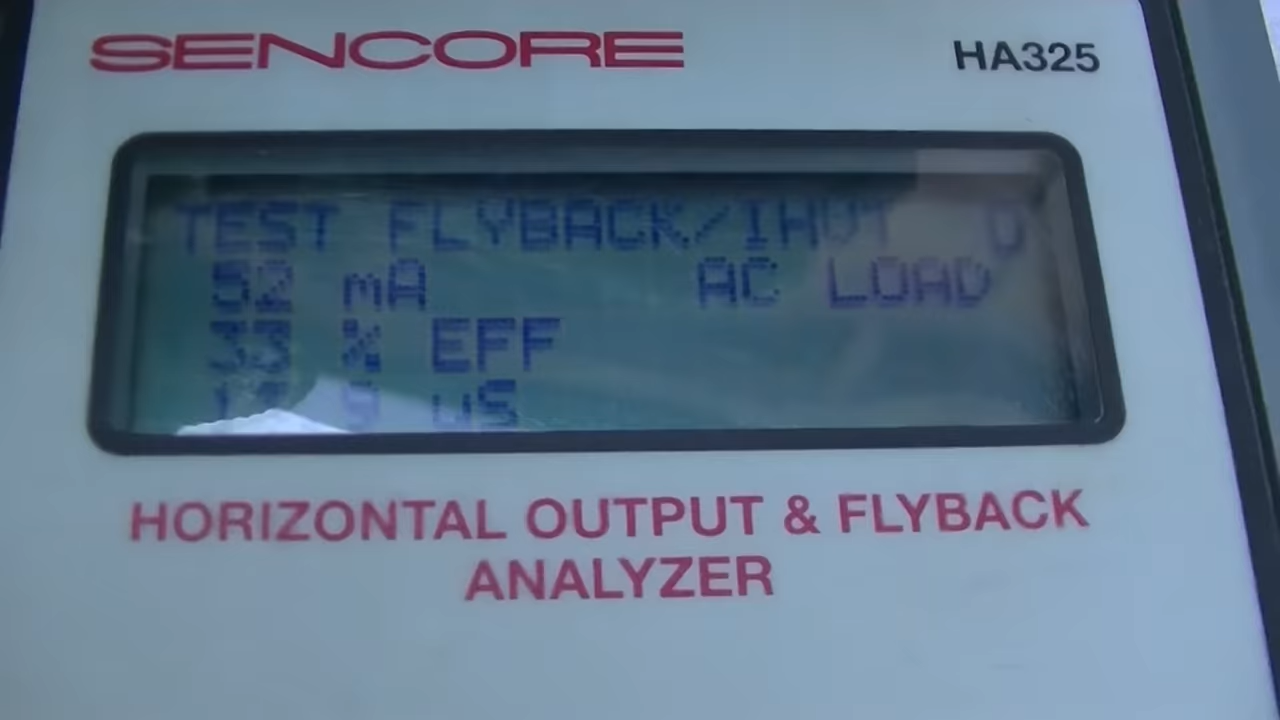 SENCORE
HA325
TEST FLYBACK/IHVT
52 mA AC LOAD
33 % EFF
uS
HORIZONTAL OUTPUT & FLYBACK
ANALYZER